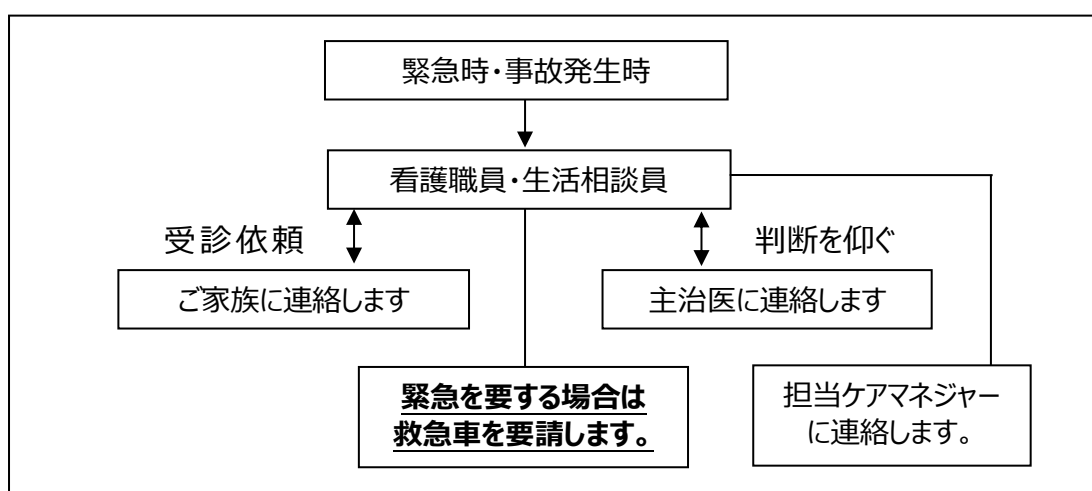 緊急時・事故発生時
看護職員・生活相談員
受診依頼
判断を仰ぐ
ご家族に連絡します
主治医に連絡します
緊急を要する場合は
救急車を要請します。
担当ケアマネジャー
に連絡します。